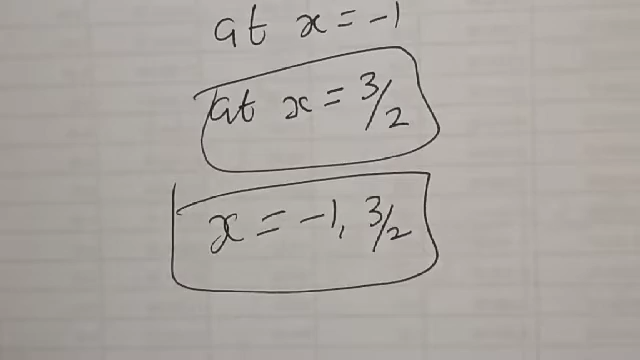 at x = -1
at x = 3/2
x = -1, 3/2